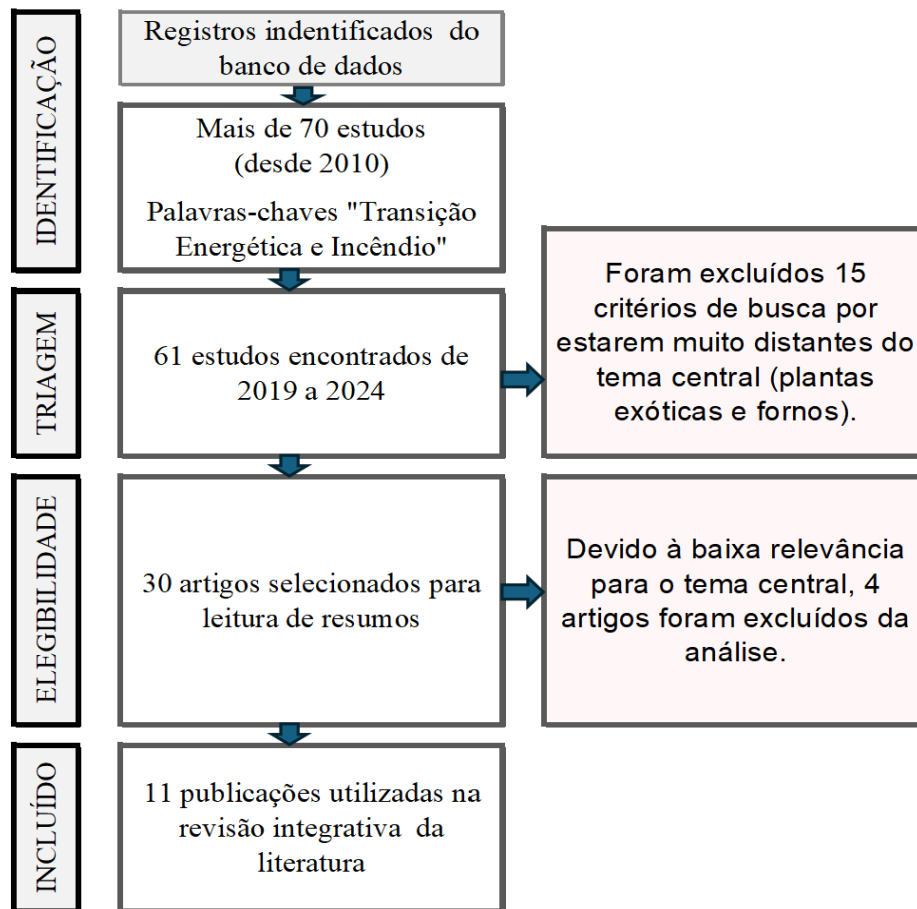 IDENTIFICAÇÃO
Registros indentificados do
banco de dados
Mais de 70 estudos
(desde 2010)
Palavras-chaves "Transição
Energética e Incêndio"
TRIAGEM
61 estudos encontrados de
2019 a 2024
Foram excluídos 15
critérios de busca por
estarem muito distantes do
tema central (plantas
exóticas e fornos).
ELEGIBILIDADE
30 artigos selecionados para
leitura de resumos
Devido à baixa relevância
para o tema central, 4
artigos foram excluídos da
análise.
INCLUÍDO
11 publicações utilizadas na
revisão integrativa da
literatura